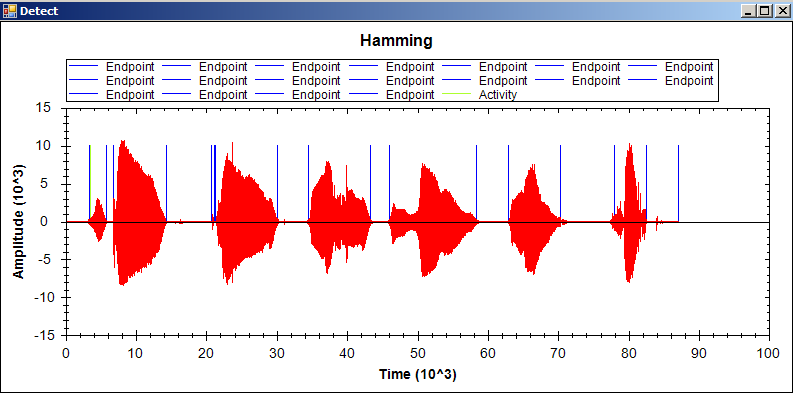 Detect
Hamming
Endpoint Endpoint Endpoint Endpoint Endpoint Endpoint Endpoint
Endpoint Endpoint Endpoint Endpoint Endpoint Endpoint Endpoint
Endpoint Endpoint Endpoint Endpoint Activity
15
10
5
0
-5
-10
-15
Amplitude (10^3)
0 10 20 30 40 50 60 70 80 90 100
Time (10^3)